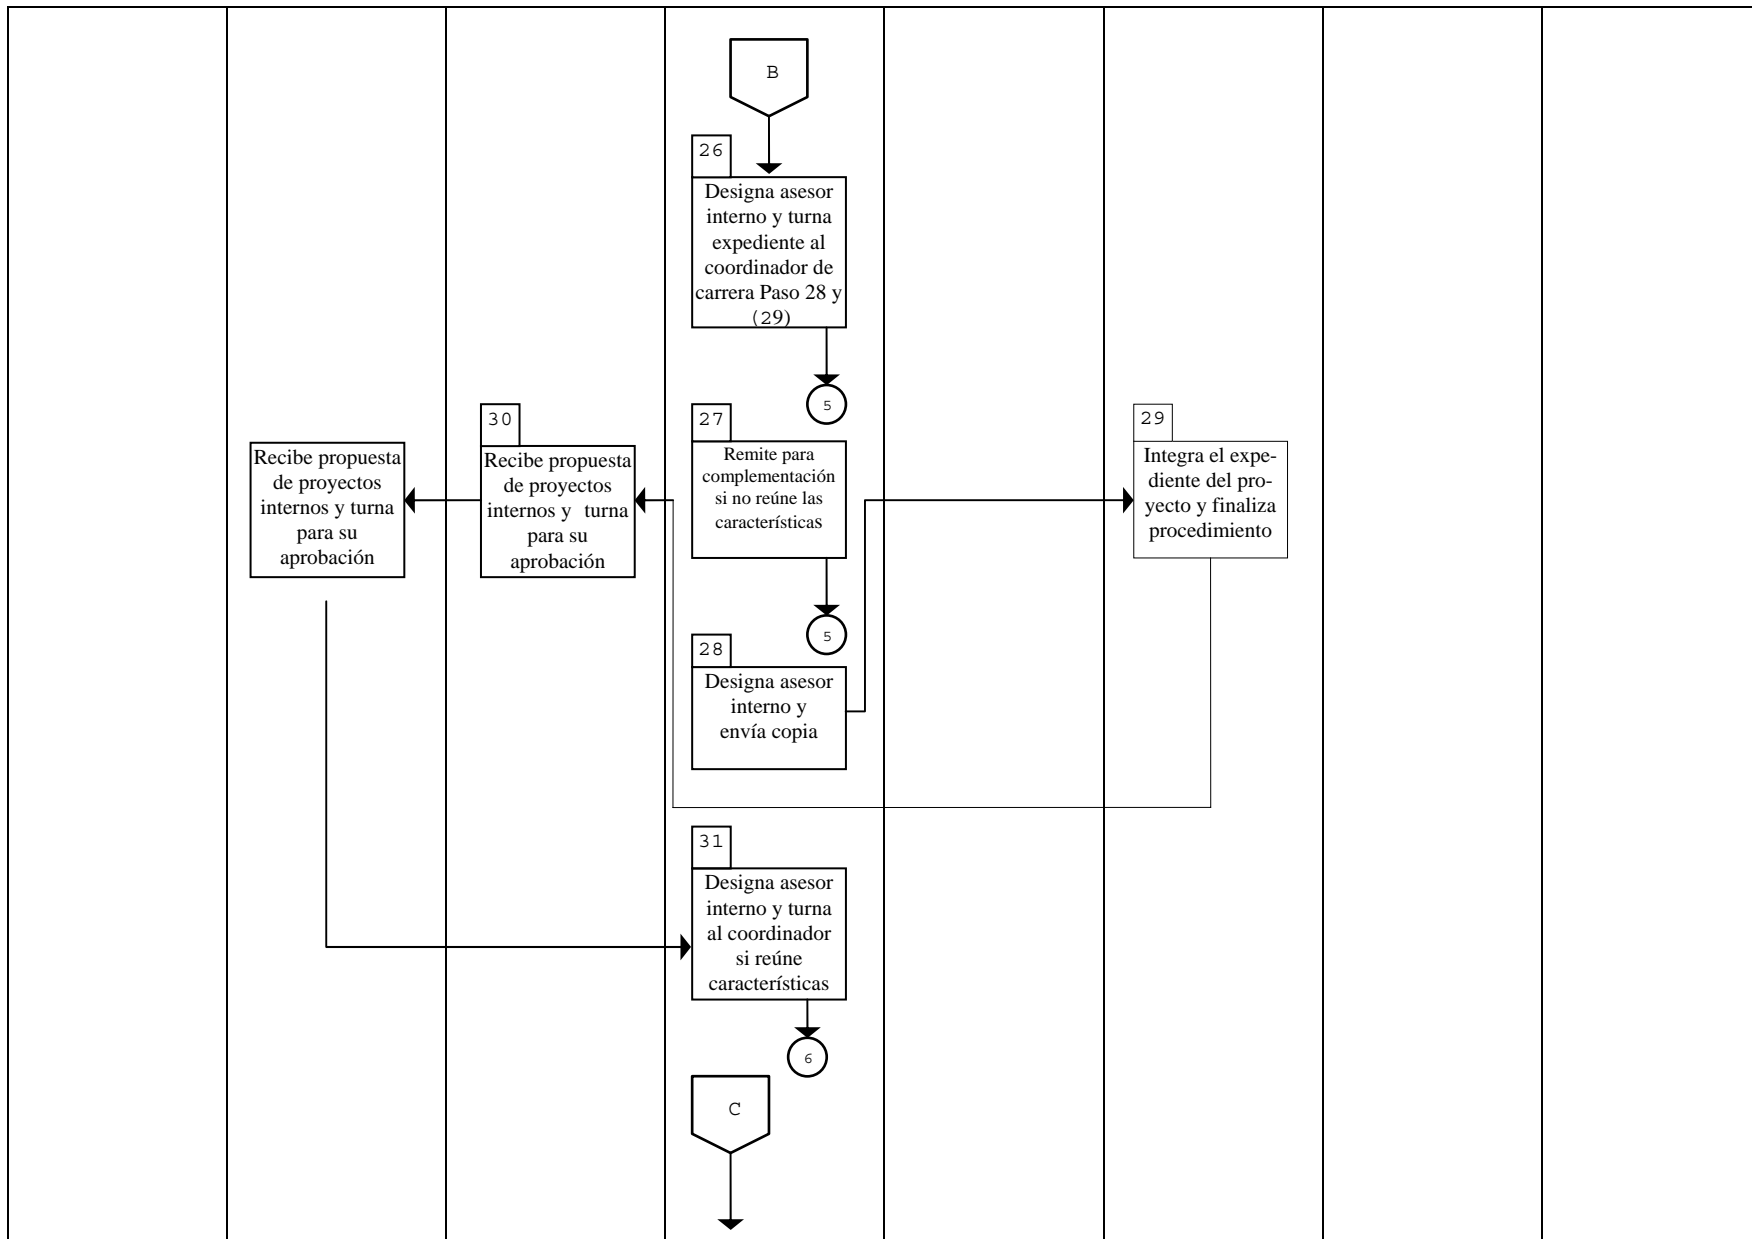 B
26
Designa asesor
interno y turna
expediente al
coordinador de
carrera Paso 28 y
(29)
5
Recibe propuesta
de proyectos
internos y turna
para su
aprobación
30
Recibe propuesta
de proyectos
internos y turna
para su
aprobación
27
Remite para
complementación
si no reúne las
características
5
29
Integra el expe-
diente del pro-
yecto y finaliza
procedimiento
28
Designa asesor
interno y
envía copia
31
Designa asesor
interno y turna
al coordinador
si reúne
características
6
C